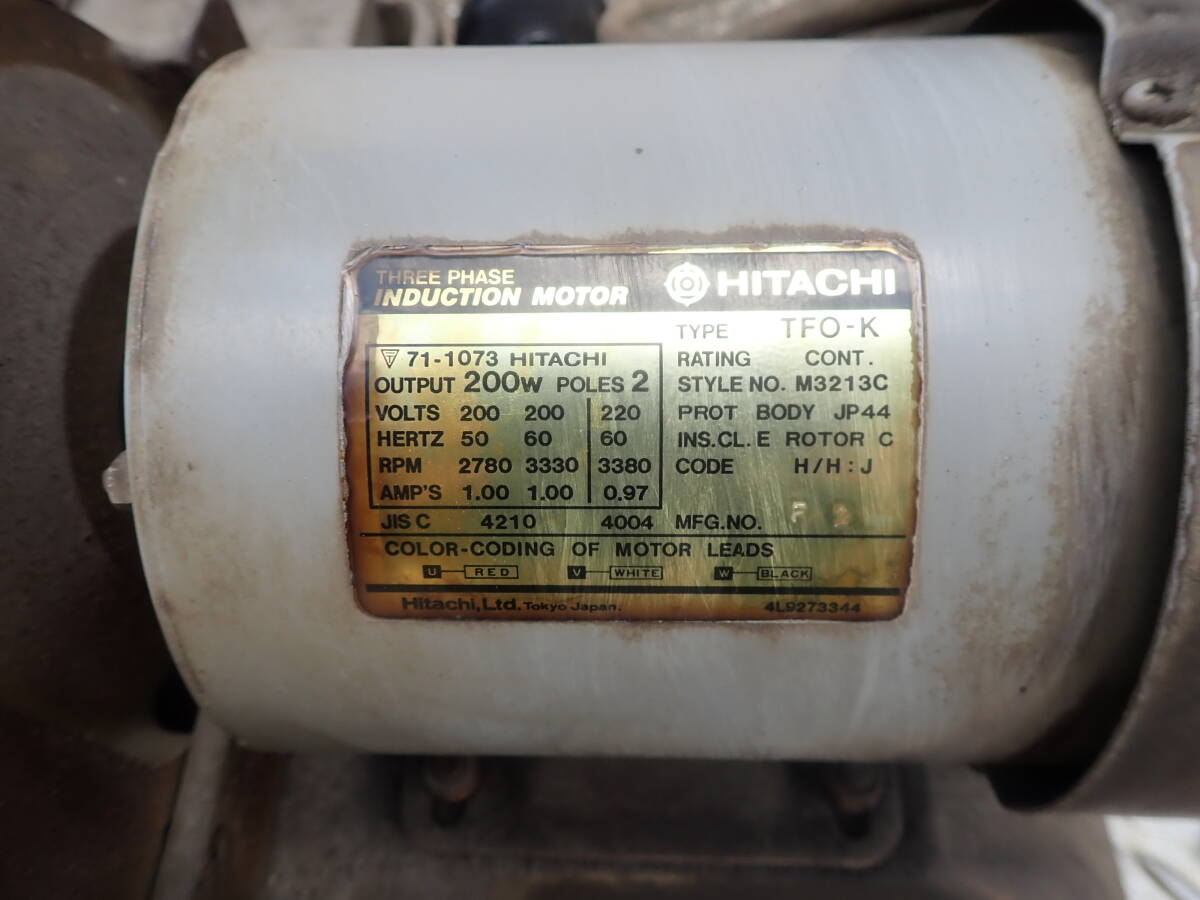 THREE PHASE
INDUCTION MOTOR
HITACHI
TYPE TFO-K
71-1073 HITACHI
OUTPUT 200W POLES 2
VOLTS 200 200 220
HERTZ 50 60 60
RPM 2780 3330 3380
AMP'S 1.00 1.00 0.97
RATING CONT.
STYLE NO. M3213C
PROT BODY JP44
INS.CL. E ROTOR C
CODE H/H : J
JIS C 4210 4004 MFG.NO.
COLOR-CODING OF MOTOR LEADS
U RED V WHITE W BLACK
Hitachi, Ltd. Tokyo Japan. 4L9273344